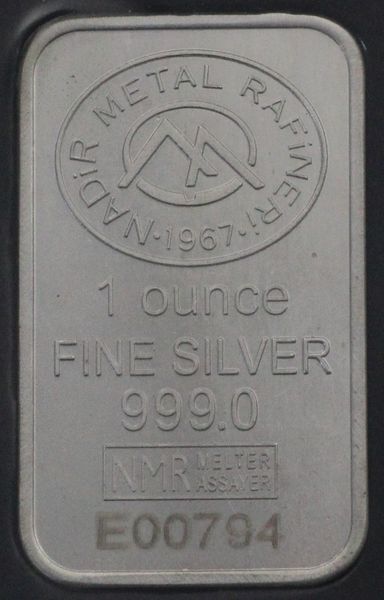 NADiR METAL RAFiNERi
·1967·
1 ounce
FINE SILVER
999.0
NMR MELTER
ASSAYER
E00794